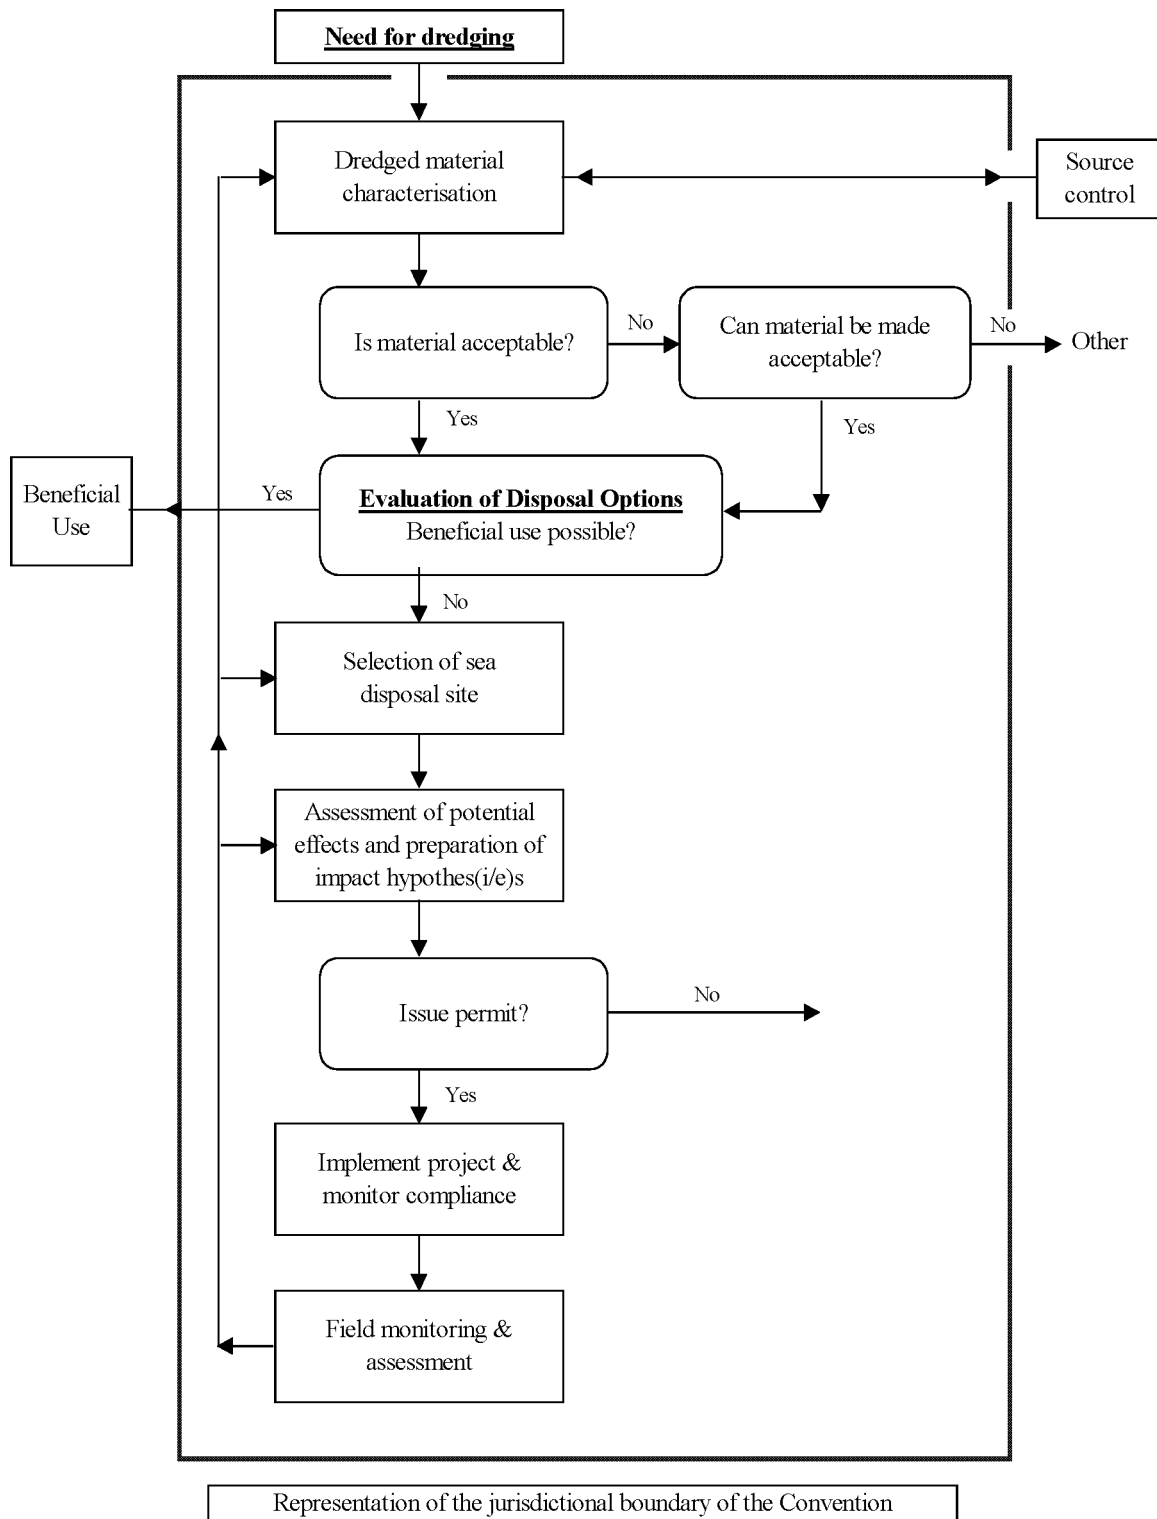 Need for dredging
Dredged material
characterisation
Source
control
Is material acceptable?
No
Can material be made
acceptable?
No
Other
Yes
Yes
Beneficial
Use
Yes
Evaluation of Disposal Options
Beneficial use possible?
No
Selection of sea
disposal site
Assessment of potential
effects and preparation of
impact hypothes(i/e)s
Issue permit?
No
Yes
Implement project &
monitor compliance
Field monitoring &
assessment
Representation of the jurisdictional boundary of the Convention